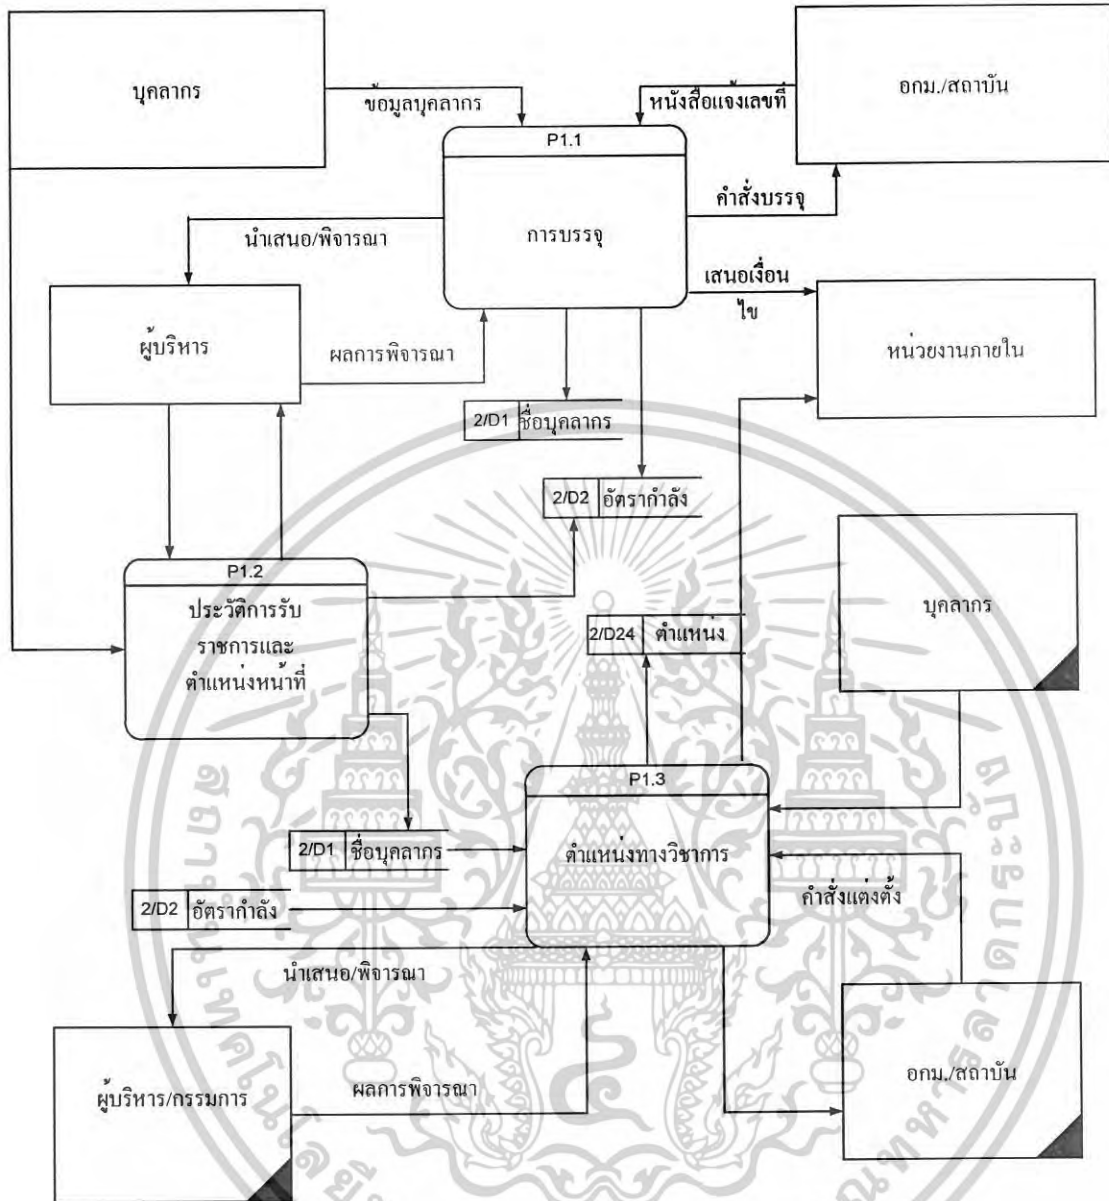 บุคลากร
ข้อมูลบุคลากร
หนังสือแจ้งเลขที่
อกม./สถาบัน
P1.1
การบรรจุ
คำสั่งบรรจุ
นำเสนอ/พิจารณา
เสนอเงื่อน
ไข
ผู้บริหาร
ผลการพิจารณา
หน่วยงานภายใน
2/D1 ชื่อบุคลากร
2/D2 อัตรากำลัง
P1.2
ประวัติการรับ
ราชการและ
ตำแหน่งหน้าที่
บุคลากร
2/D24 ตำแหน่ง
P1.3
ตำแหน่งทางวิชาการ
2/D1 ชื่อบุคลากร
2/D2 อัตรากำลัง
คำสั่งแต่งตั้ง
นำเสนอ/พิจารณา
ผู้บริหาร/กรรมการ
ผลการพิจารณา
อกม./สถาบัน